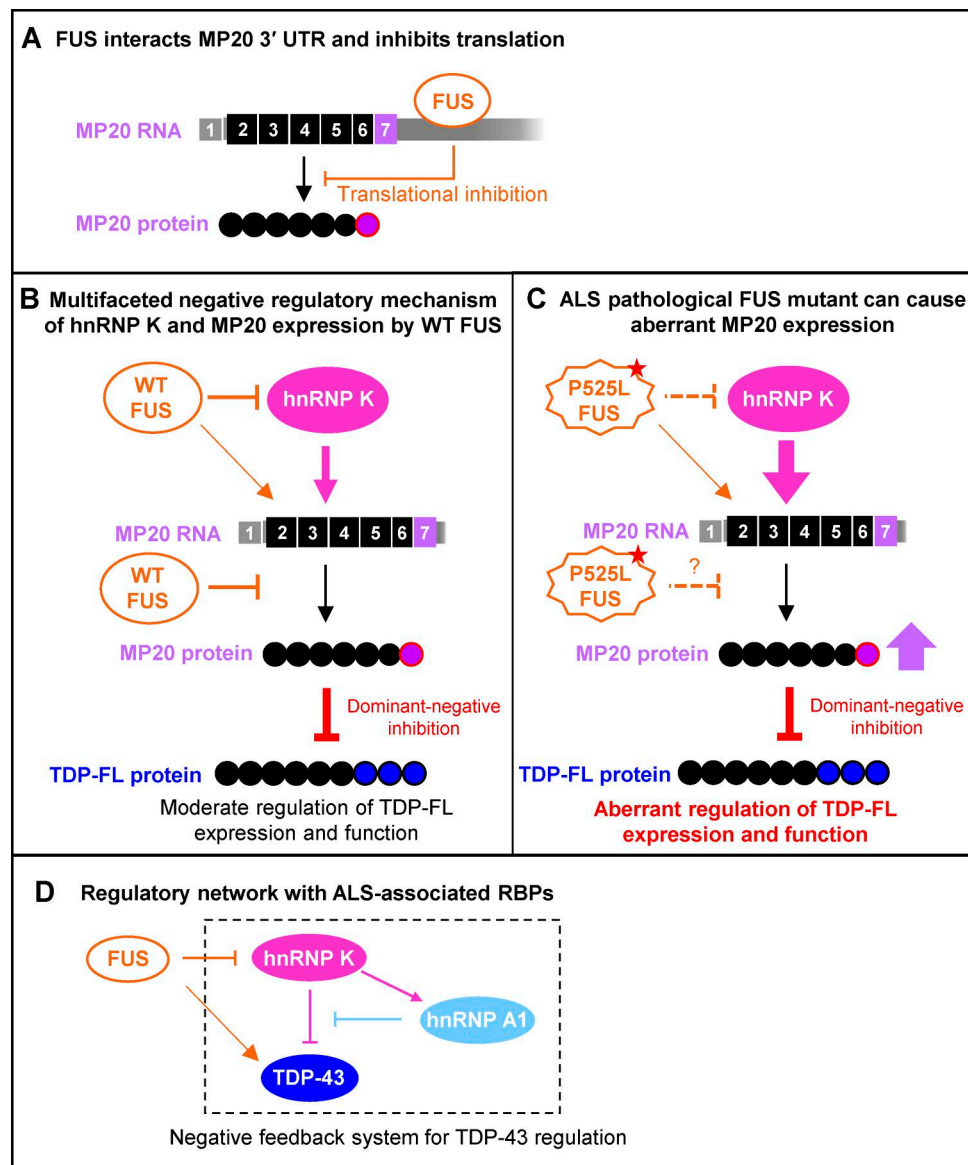 A FUS interacts MP20 3′ UTR and inhibits translation
FUS
MP20 RNA 1 2 3 4 5 6 7
Translational inhibition
MP20 protein
B Multifaceted negative regulatory mechanism
of hnRNP K and MP20 expression by WT FUS
WT
FUS
hnRNP K
MP20 RNA 1 2 3 4 5 6 7
WT
FUS
MP20 protein
Dominant-negative
inhibition
TDP-FL protein
Moderate regulation of TDP-FL
expression and function
C ALS pathological FUS mutant can cause
aberrant MP20 expression
P525L
FUS
hnRNP K
MP20 RNA 1 2 3 4 5 6 7
P525L
FUS
?
MP20 protein
Dominant-negative
inhibition
TDP-FL protein
Aberrant regulation of TDP-FL
expression and function
D Regulatory network with ALS-associated RBPs
FUS
hnRNP K
hnRNP A1
TDP-43
Negative feedback system for TDP-43 regulation